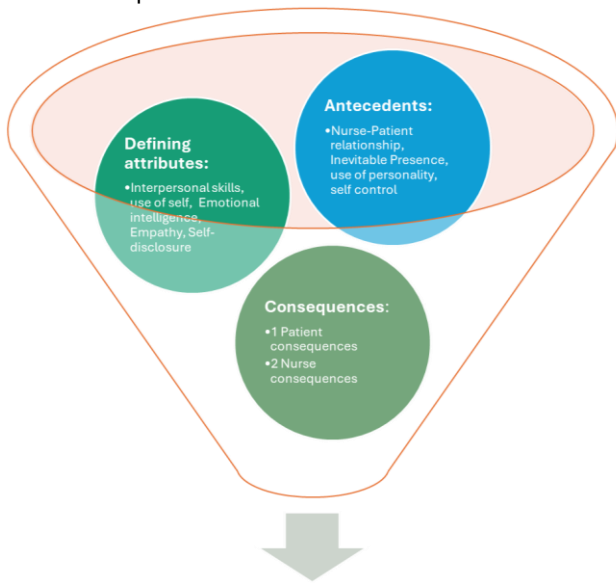 Defining
attributes:
•Interpersonal skills,
use of self, Emotional
intelligence,
Empathy, Self-
disclosure
Antecedents:
•Nurse-Patient
relationship,
Inevitable Presence,
use of personality,
self control
Consequences:
•1 Patient
consequences
•2 Nurse
consequences